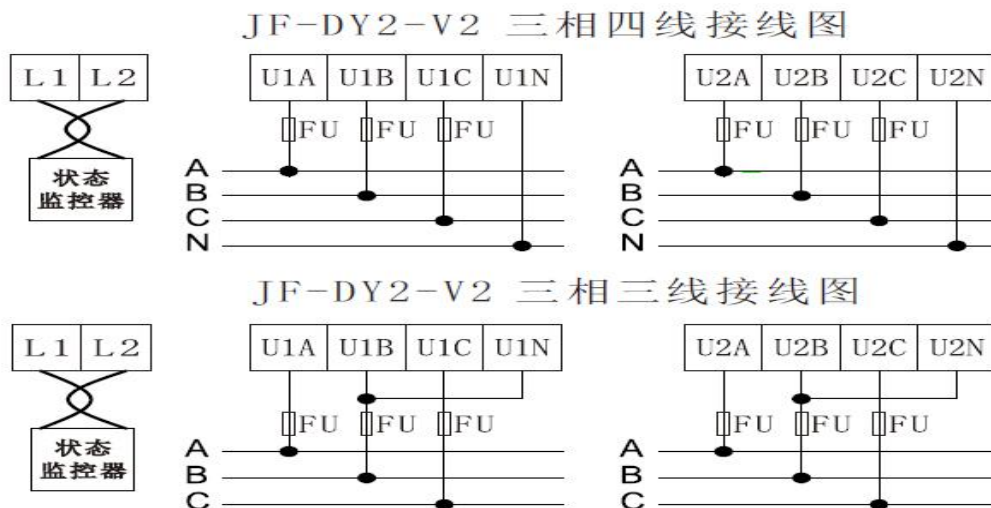 JF-DY2-V2 三相四线接线图
L1 L2 U1A U1B U1C U1N U2A U2B U2C U2N
FU FU FU FU FU FU
状态
监控器
A A
B B
C C
N N
JF-DY2-V2 三相三线接线图
L1 L2 U1A U1B U1C U1N U2A U2B U2C U2N
FU FU FU FU FU FU
状态
监控器
A A
B B
C C